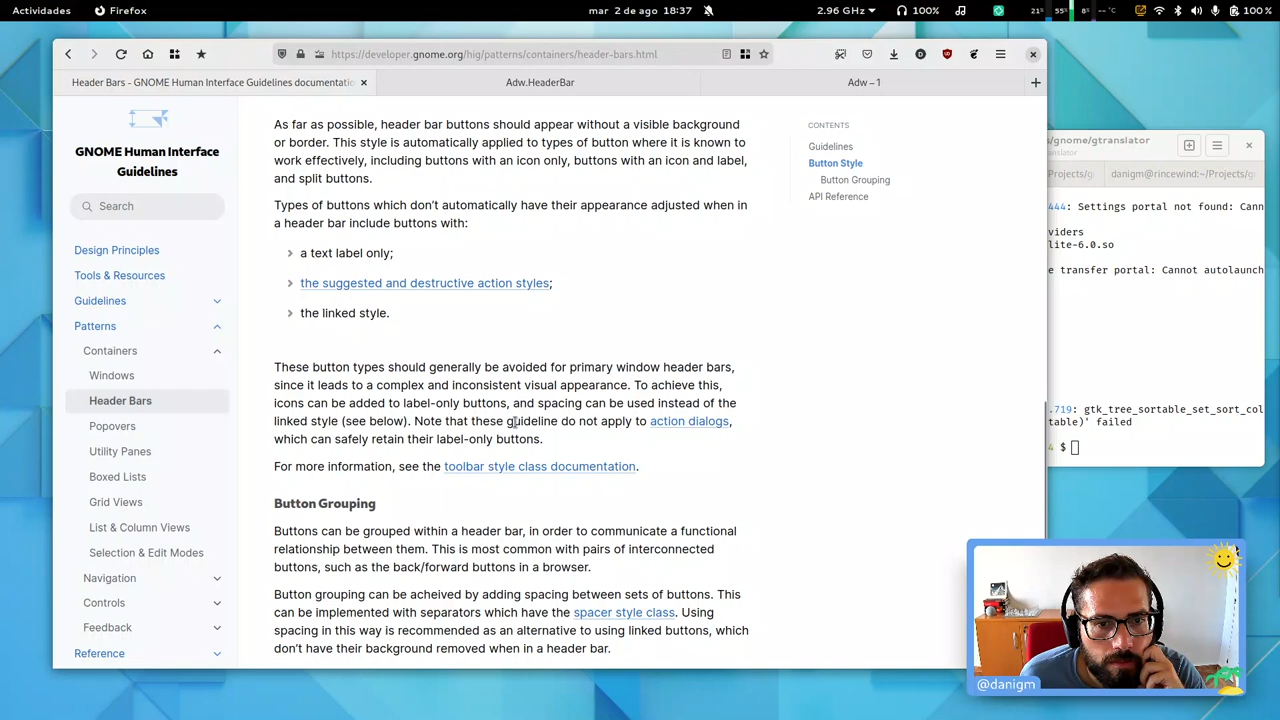 Actividades
Firefox
mar 2 de ago 18:37
2.96 GHz
100%
21%
55%
8%
--°C
100 %
https://developer.gnome.org/hig/patterns/containers/header-bars.html
Header Bars - GNOME Human Interface Guidelines documentatio
Adw.HeaderBar
Adw – 1
GNOME Human Interface
Guidelines
Search
Design Principles
Tools & Resources
Guidelines
Patterns
Containers
Windows
Header Bars
Popovers
Utility Panes
Boxed Lists
Grid Views
List & Column Views
Selection & Edit Modes
Navigation
Controls
Feedback
Reference
As far as possible, header bar buttons should appear without a visible background
or border. This style is automatically applied to types of button where it is known to
work effectively, including buttons with an icon only, buttons with an icon and label,
and split buttons.
Types of buttons which don’t automatically have their appearance adjusted when in
a header bar include buttons with:
a text label only;
the suggested and destructive action styles;
the linked style.
These button types should generally be avoided for primary window header bars,
since it leads to a complex and inconsistent visual appearance. To achieve this,
icons can be added to label-only buttons, and spacing can be used instead of the
linked style (see below). Note that these guideline do not apply to action dialogs,
which can safely retain their label-only buttons.
For more information, see the toolbar style class documentation.
Button Grouping
Buttons can be grouped within a header bar, in order to communicate a functional
relationship between them. This is most common with pairs of interconnected
buttons, such as the back/forward buttons in a browser.
Button grouping can be acheived by adding spacing between sets of buttons. This
can be implemented with separators which have the spacer style class. Using
spacing in this way is recommended as an alternative to using linked buttons, which
don’t have their background removed when in a header bar.
CONTENTS
Guidelines
Button Style
Button Grouping
API Reference
s/gnome/gtranslator
anslator
Projects/g
danigm@rincewind:~/Projects/g
444: Settings portal not found: Cann
viders
lite-6.0.so
e transfer portal: Cannot autolaunch
.719: gtk_tree_sortable_set_sort_col
table)' failed
4 $
@danigm